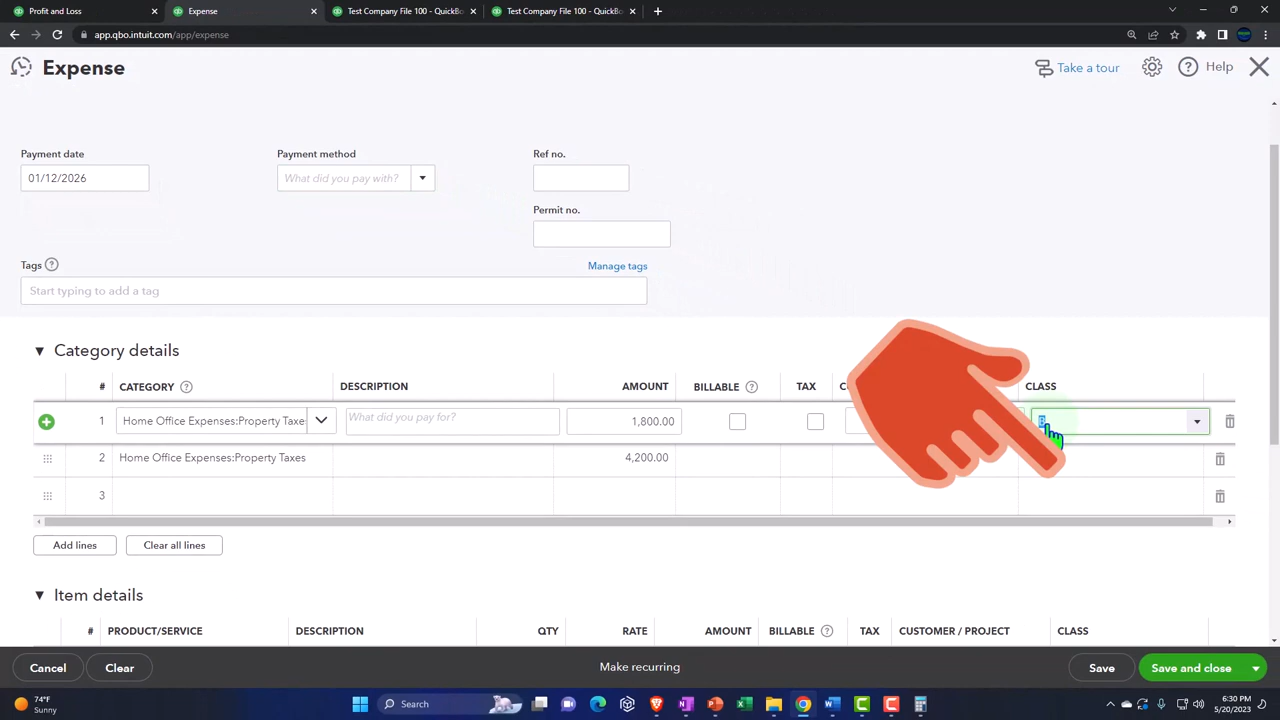 Profit and Loss
Expense
Test Company File 100 - QuickBo
Test Company File 100 - QuickBo
app.qbo.intuit.com/app/expense
Expense
Take a tour
Help
Payment date
Payment method
Ref no.
01/12/2026
What did you pay with?
Permit no.
Tags
Manage tags
Start typing to add a tag
Category details
# CATEGORY DESCRIPTION AMOUNT BILLABLE TAX CLASS
1 Home Office Expenses:Property Taxe What did you pay for? 1,800.00
2 Home Office Expenses:Property Taxes 4,200.00
3
Add lines
Clear all lines
Item details
# PRODUCT/SERVICE DESCRIPTION QTY RATE AMOUNT BILLABLE TAX CUSTOMER / PROJECT CLASS
Cancel
Clear
Make recurring
Save
Save and close
74°F
Sunny
Search
6:30 PM
5/20/2023